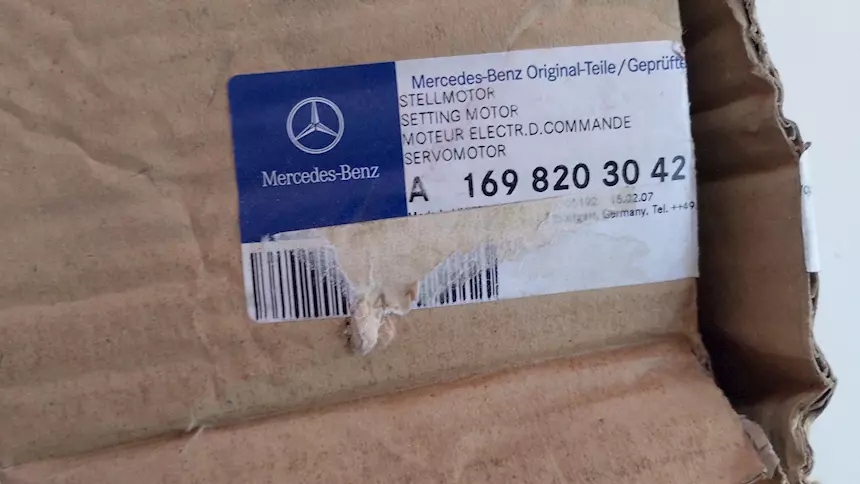 Mercedes-Benz
Mercedes-Benz Original-Teile/Geprüfte
STELLMOTOR
SETTING MOTOR
MOTEUR ELECTR.D.COMMANDE
SERVOMOTOR
A 169 820 30 42
15.02.07
Germany, Tel. ++49